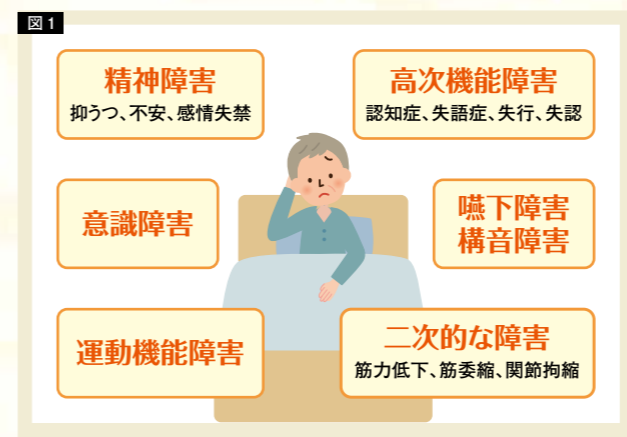 図1
精神障害
抑うつ、不安、感情失禁
高次機能障害
認知症、失語症、失行、失認
意識障害
嚥下障害
構音障害
運動機能障害
二次的な障害
筋力低下、筋委縮、関節拘縮